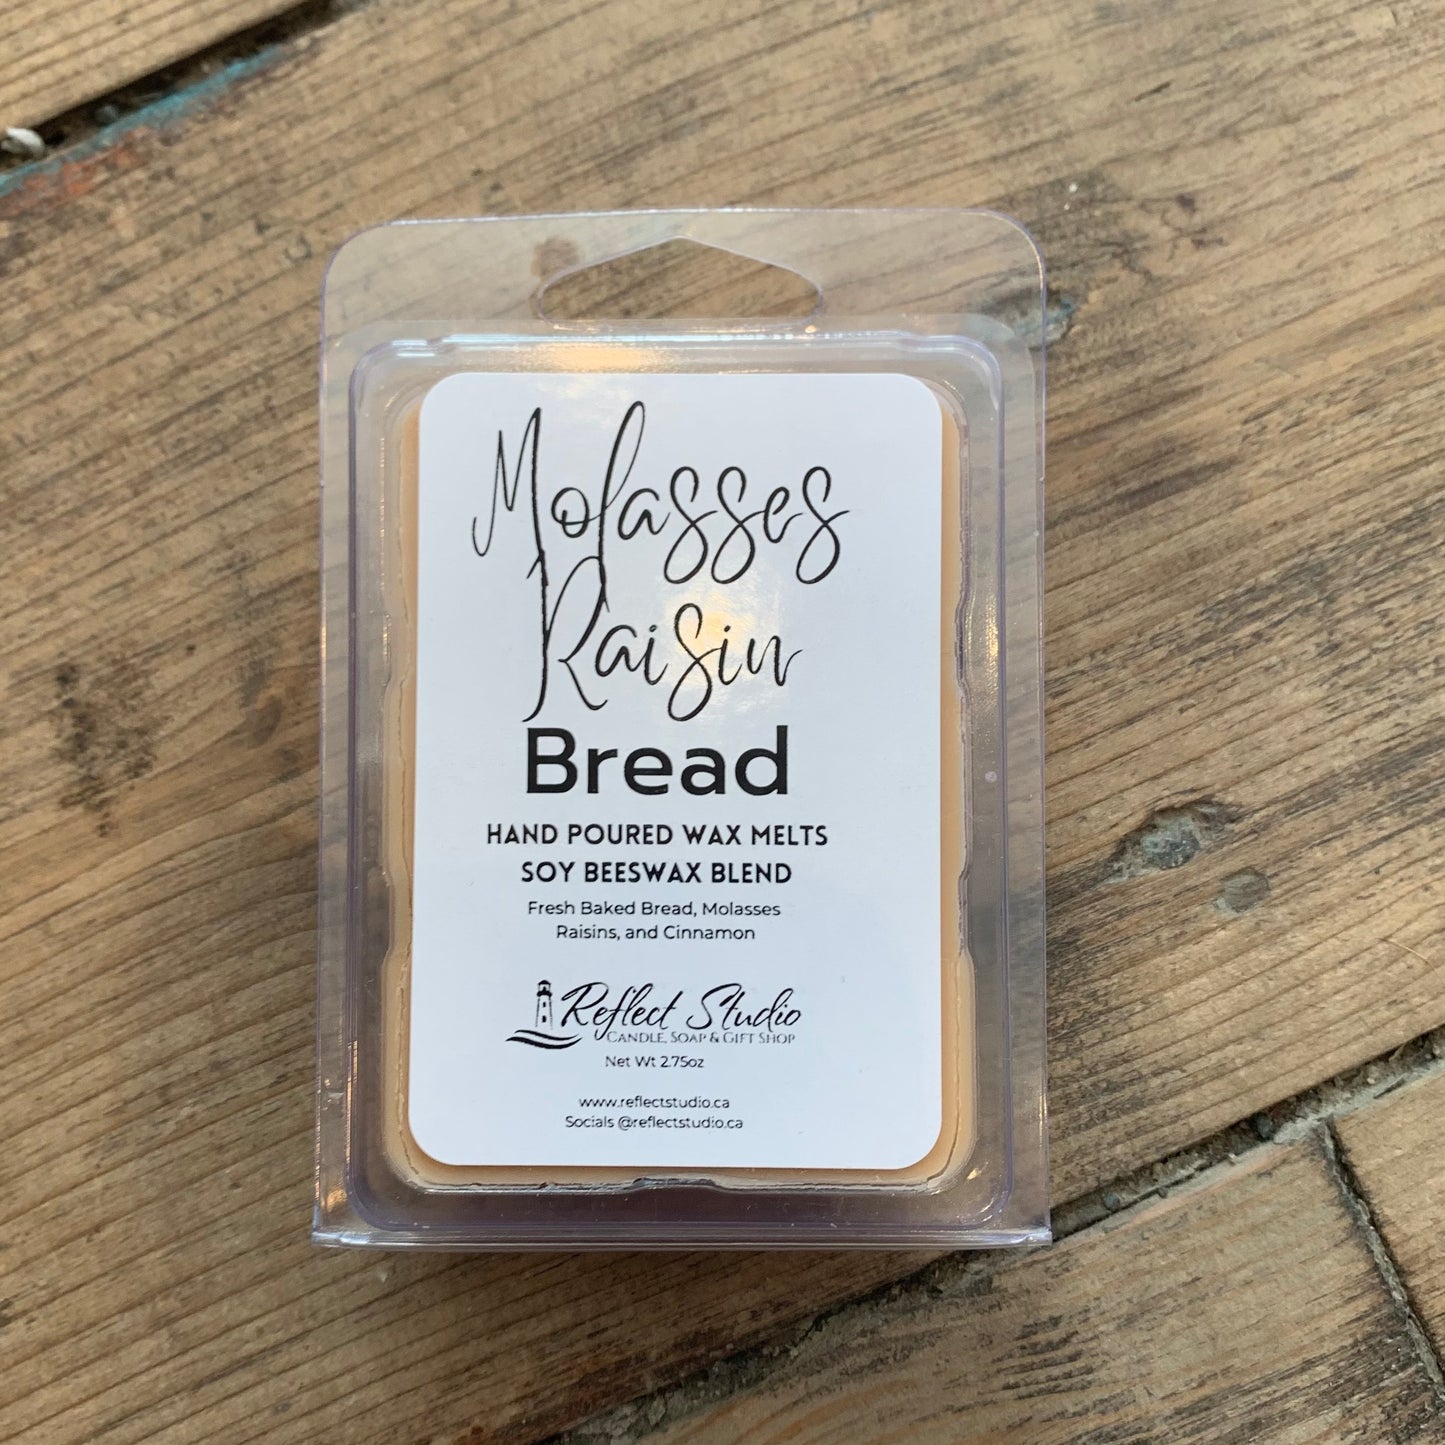 Molasses
Raisin
Bread
HAND POURED WAX MELTS
SOY BEESWAX BLEND
Fresh Baked Bread, Molasses
Raisins, and Cinnamon
Reflect Studio
CANDLE, SOAP & GIFT SHOP
Net Wt 2.75oz
www.reflectstudio.ca
Socials @reflectstudio.ca